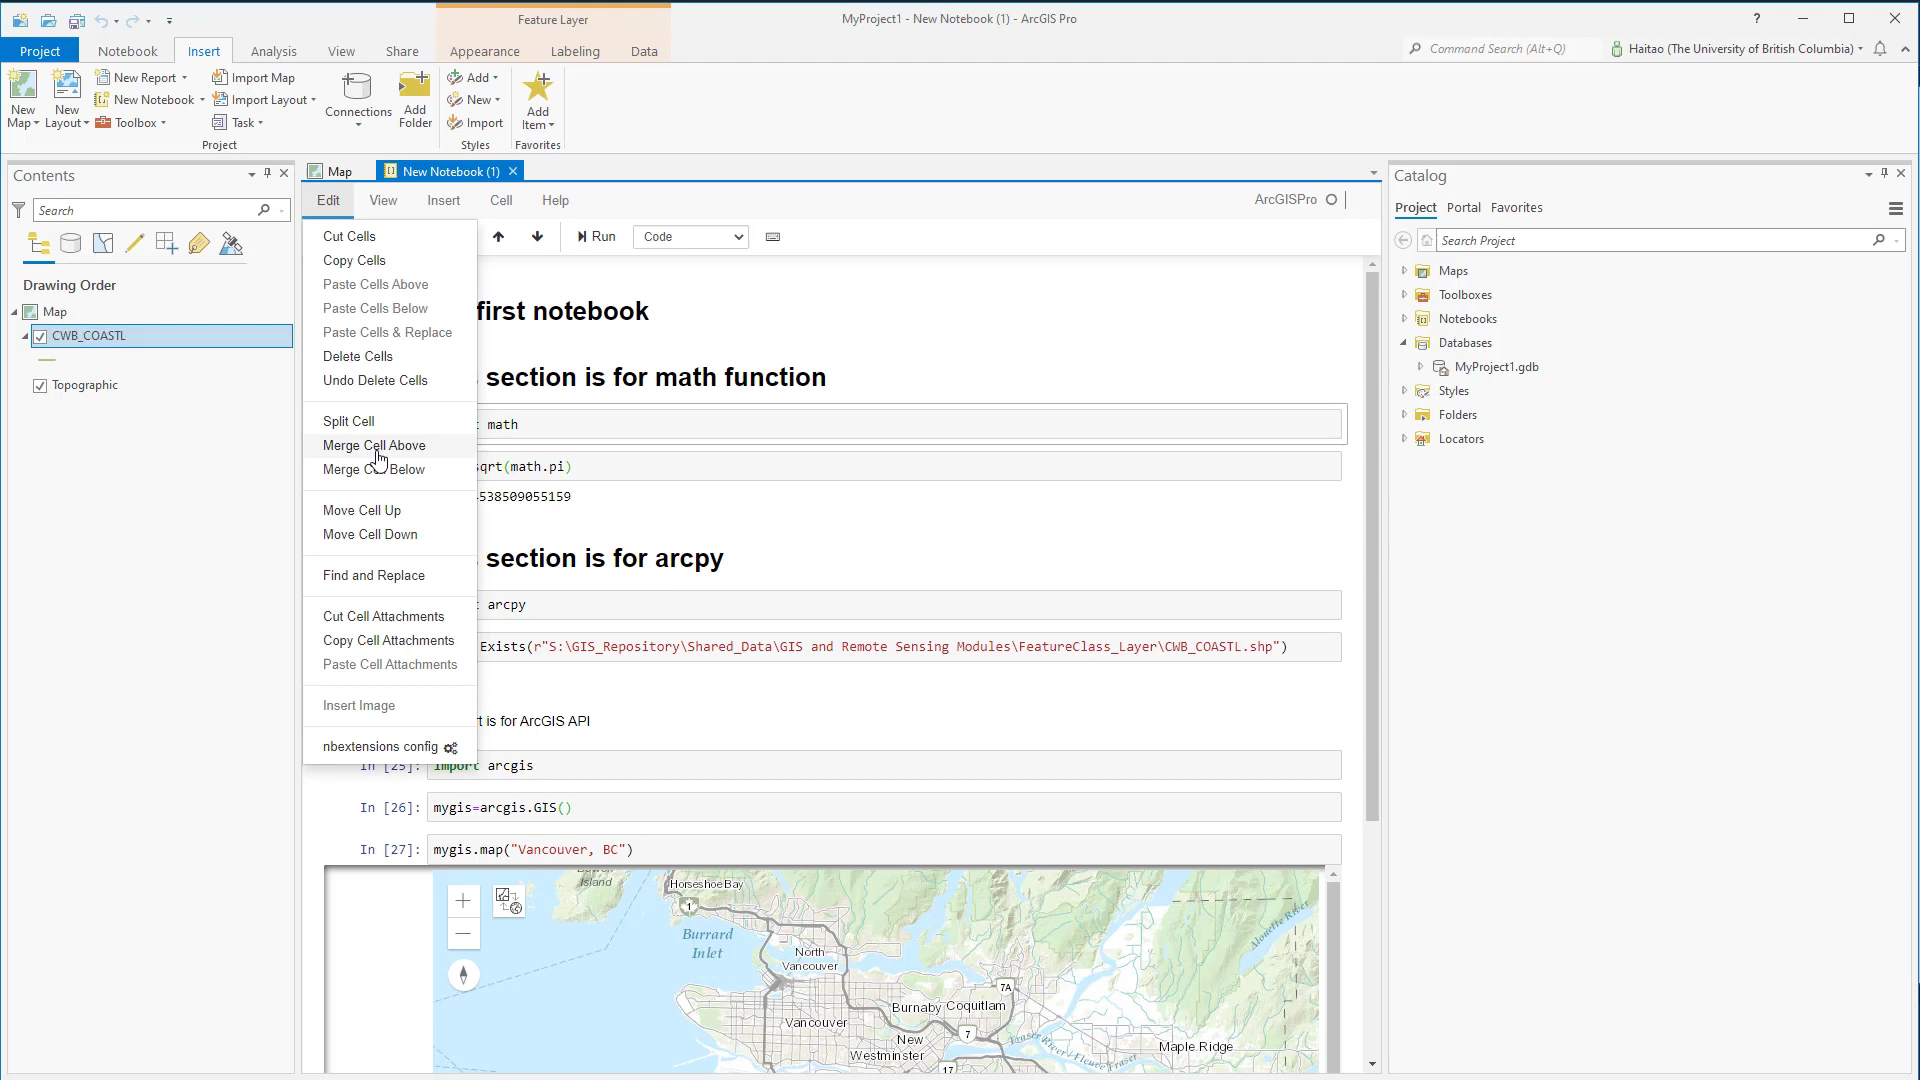 Feature Layer
MyProject1 - New Notebook (1) - ArcGIS Pro
?
Project
Notebook
Insert
Analysis
View
Share
Appearance
Labeling
Data
Command Search (Alt+Q)
Haitao (The University of British Columbia)
New Map
New Layout
New Report
New Notebook
Toolbox
Import Map
Import Layout
Task
Project
Connections
Add Folder
Add
New
Import
Styles
Add Item
Favorites
Contents
Search
Drawing Order
Map
CWB_COASTL
Topographic
Map
New Notebook (1)
Edit
View
Insert
Cell
Help
ArcGISPro
Run
Code
Cut Cells
Copy Cells
Paste Cells Above
Paste Cells Below
Paste Cells & Replace
Delete Cells
Undo Delete Cells
Split Cell
Merge Cell Above
Merge Cell Below
Move Cell Up
Move Cell Down
Find and Replace
Cut Cell Attachments
Copy Cell Attachments
Paste Cell Attachments
Insert Image
nbextensions config
first notebook
section is for math function
math
sqrt(math.pi)
538509055159
section is for arcpy
arcpy
Exists(r"S:\GIS_Repository\Shared_Data\GIS and Remote Sensing Modules\FeatureClass_Layer\CWB_COASTL.shp")
t is for ArcGIS API
In [25]: import arcgis
In [26]: mygis=arcgis.GIS()
In [27]: mygis.map("Vancouver, BC")
Island
Horseshoe Bay
1
Burrard
Inlet
North
Vancouver
Alouette River
7A
Burnaby
Coquitlam
Vancouver
7
New
Westminster
Maple Ridge
17
Catalog
Project
Portal
Favorites
Search Project
Maps
Toolboxes
Notebooks
Databases
MyProject1.gdb
Styles
Folders
Locators